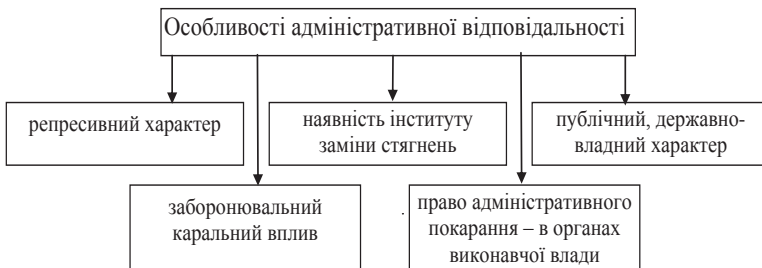 Особливості адміністративної відповідальності
репресивний характер
наявність інституту
заміни стягнень
публічний, державно-
владний характер
заборонювальний
каральний вплив
право адміністративного
покарання – в органах
виконавчої влади